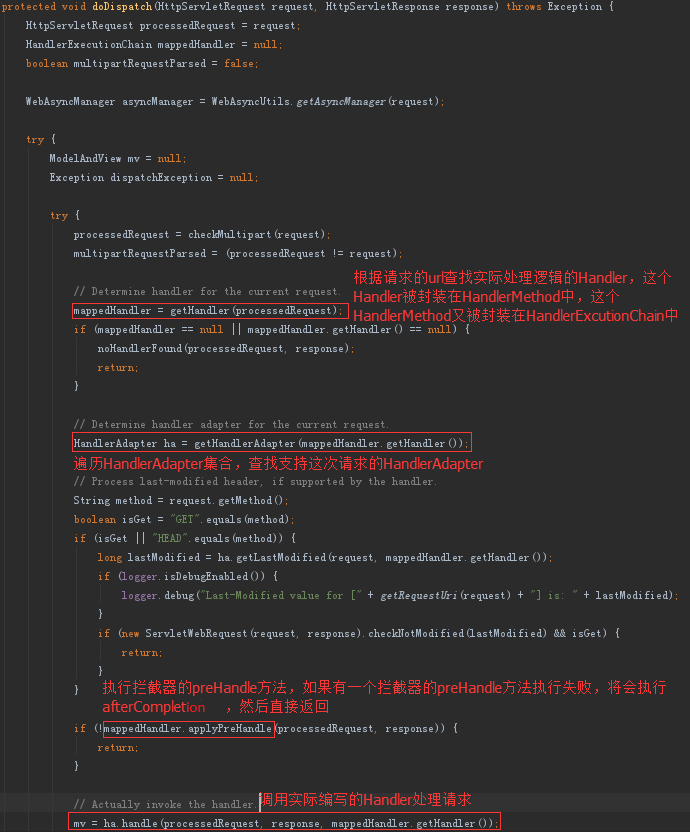 protected void doDispatch(HttpServletRequest request, HttpServletResponse response) throws Exception {
HttpServletRequest processedRequest = request;
HandlerExecutionChain mappedHandler = null;
boolean multipartRequestParsed = false;
WebAsyncManager asyncManager = WebAsyncUtils.getAsyncManager(request);
try {
ModelAndView mv = null;
Exception dispatchException = null;
try {
processedRequest = checkMultipart(request);
multipartRequestParsed = (processedRequest != request);
根据请求的url查找实际处理逻辑的Handler，这个
// Determine handler for the current request.
Handler被封装在HandlerMethod中，这个
mappedHandler = getHandler(processedRequest);
HandlerMethod又被封装在HandlerExcutionChain中
if (mappedHandler == null || mappedHandler.getHandler() == null) {
noHandlerFound(processedRequest, response);
return;
}
// Determine handler adapter for the current request.
HandlerAdapter ha = getHandlerAdapter(mappedHandler.getHandler());
遍历HandlerAdapter集合，查找支持这次请求的HandlerAdapter
// Process last-modified header, if supported by the handler.
String method = request.getMethod();
boolean isGet = "GET".equals(method);
if (isGet || "HEAD".equals(method)) {
long lastModified = ha.getLastModified(request, mappedHandler.getHandler());
if (logger.isDebugEnabled()) {
logger.debug("Last-Modified value for [" + getRequestUri(request) + "] is: " + lastModified);
}
if (new ServletWebRequest(request, response).checkNotModified(lastModified) && isGet) {
return;
}
}
执行拦截器的preHandle方法，如果有一个拦截器的preHandle方法执行失败，将会执行
afterCompletion ，然后直接返回
if (!mappedHandler.applyPreHandle(processedRequest, response)) {
return;
}
// Actually invoke the handler. 调用实际编写的Handler处理请求
mv = ha.handle(processedRequest, response, mappedHandler.getHandler());